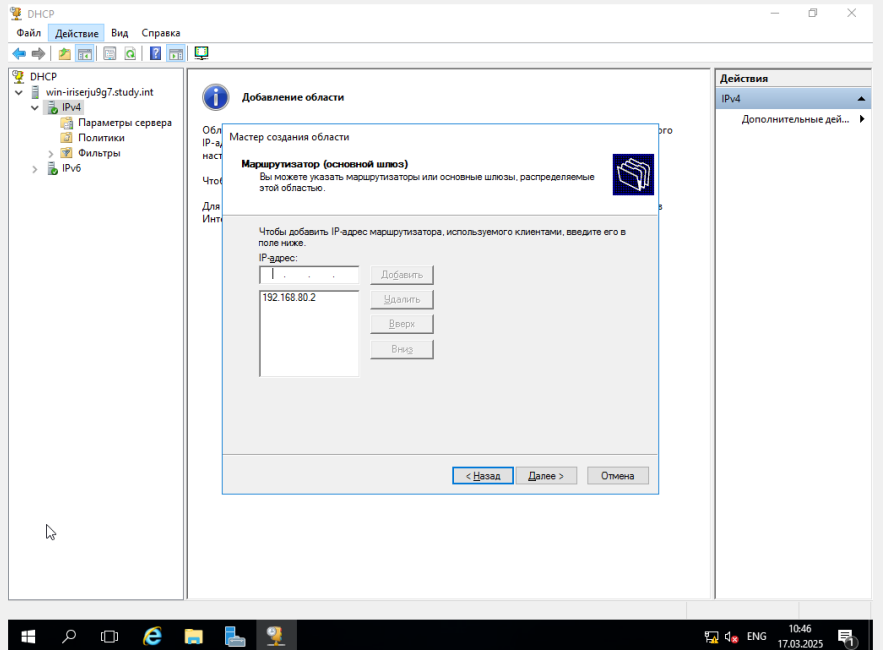 DHCP
Файл Действие Вид Справка
DHCP
win-iriserju9g7.study.int
IPv4
Параметры сервера
Политики
Фильтры
IPv6
Добавление области
Мастер создания области
Маршрутизатор (основной шлюз)
Вы можете указать маршрутизаторы или основные шлюзы, распределяемые
этой областью.
Чтобы добавить IP-адрес маршрутизатора, используемого клиентами, введите его в
поле ниже.
IP-адрес:
. . .
Добавить
192.168.80.2
Удалить
Вверх
Вниз
< Назад Далее > Отмена
Действия
IPv4
Дополнительные дей...
ENG
10:46
17.03.2025
1